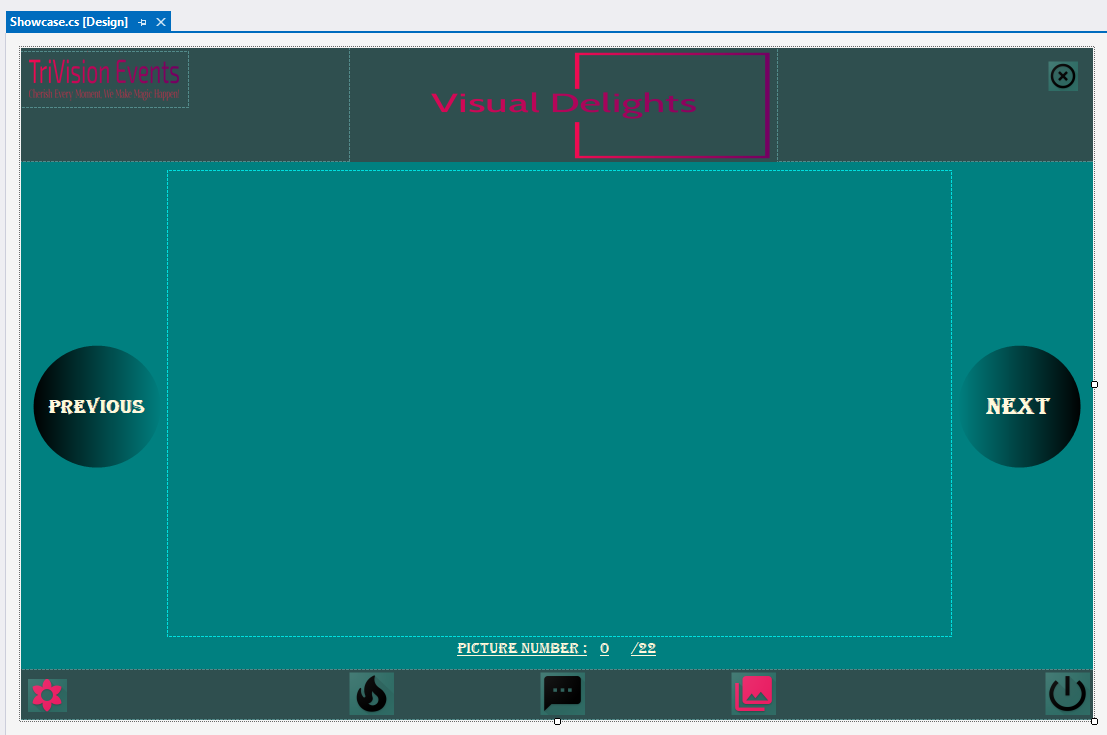 Showcase.cs [Design]
TriVision Events
Cherish Every Moment, We Make Magic Happen!
Visual Delights
PREVIOUS
NEXT
PICTURE NUMBER : 0 /22